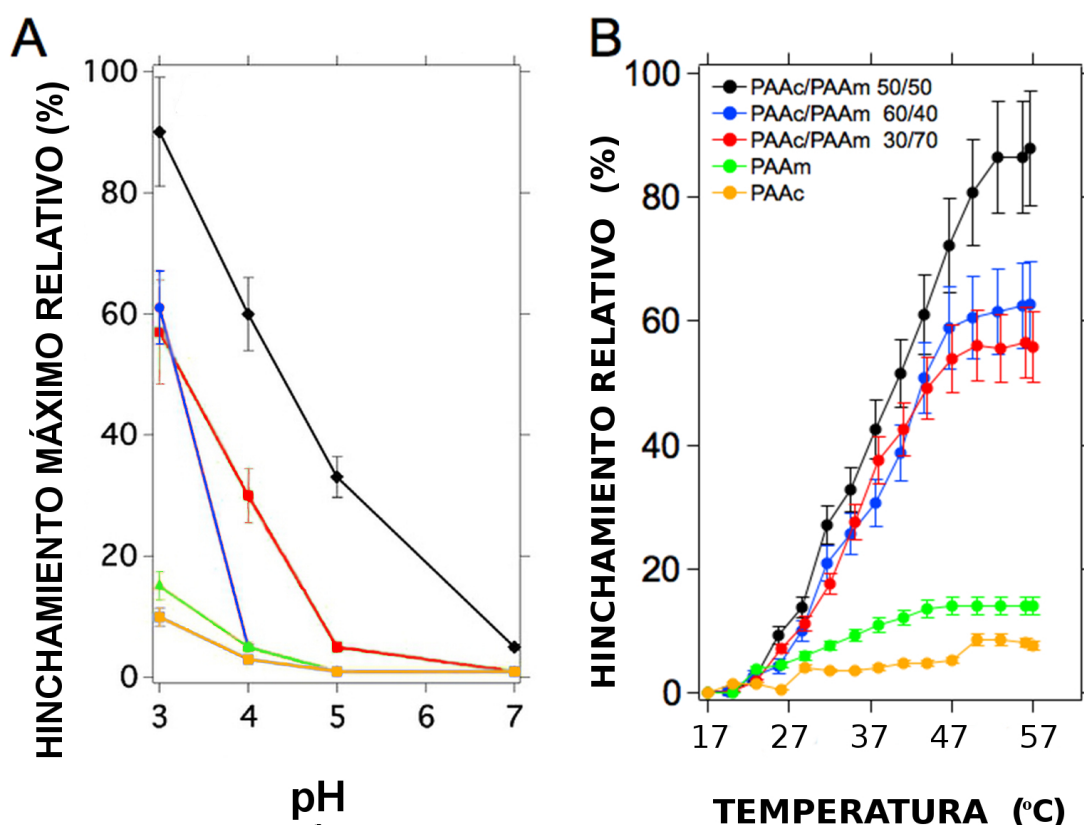 A
HINCHAMIENTO MÁXIMO RELATIVO (%)
100
80
60
40
20
0
3 4 5 6 7
pH
B
HINCHAMIENTO RELATIVO (%)
100
80
60
40
20
0
PAAc/PAAm 50/50
PAAc/PAAm 60/40
PAAc/PAAm 30/70
PAAm
PAAc
17 27 37 47 57
TEMPERATURA (ºC)